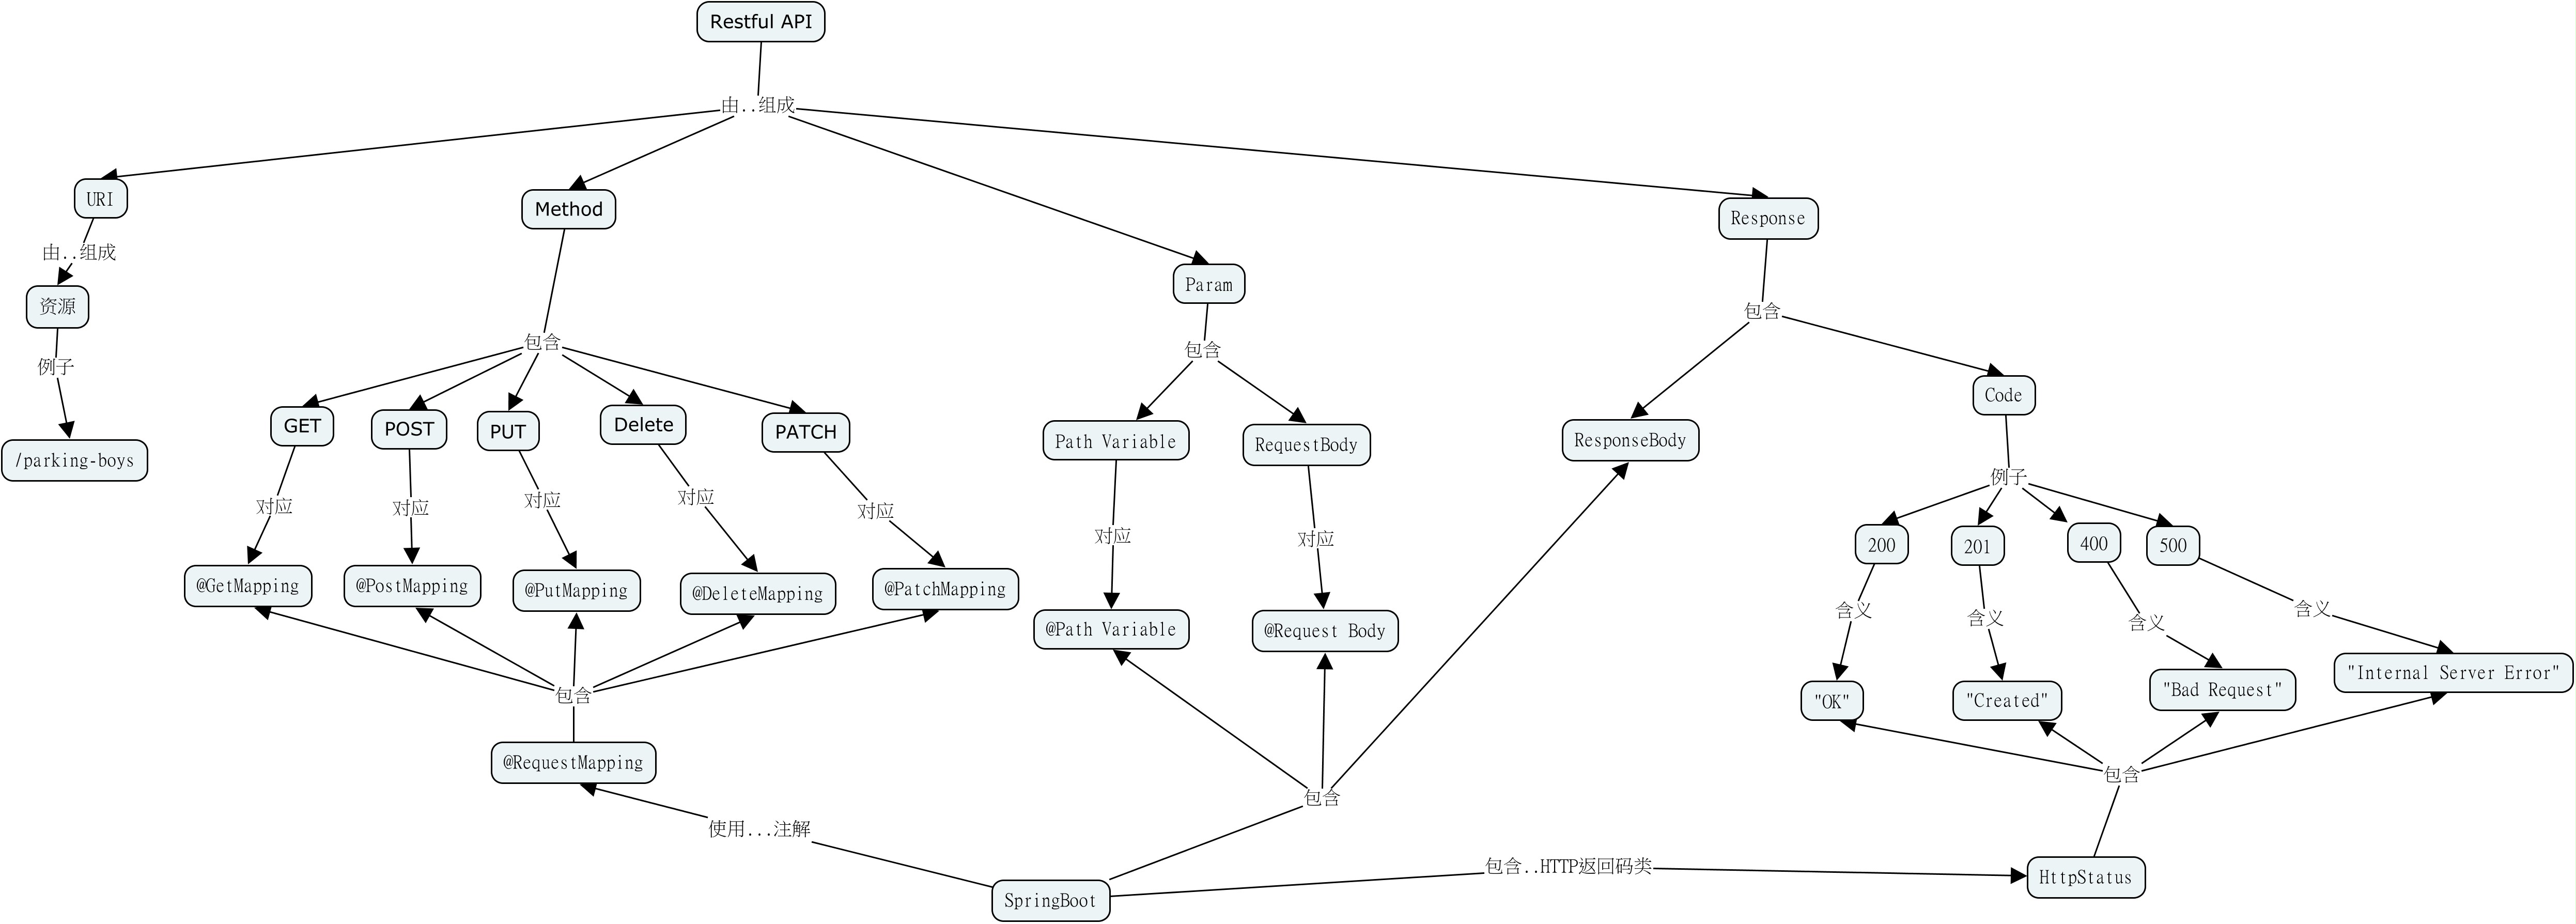 Restful API
由..组成
URI
Method
Response
由..组成
Param
资源
包含
包含
包含
例子
GET
POST
PUT
Delete
PATCH
Path Variable
RequestBody
ResponseBody
Code
/parking-boys
例子
对应
对应
对应
对应
对应
对应
对应
200
201
400
500
@GetMapping
@PostMapping
@PutMapping
@DeleteMapping
@PatchMapping
@Path Variable
@Request Body
含义
含义
含义
含义
"OK"
"Created"
"Bad Request"
"Internal Server Error"
包含
@RequestMapping
包含
包含
使用...注解
包含..HTTP返回码类
SpringBoot
HttpStatus